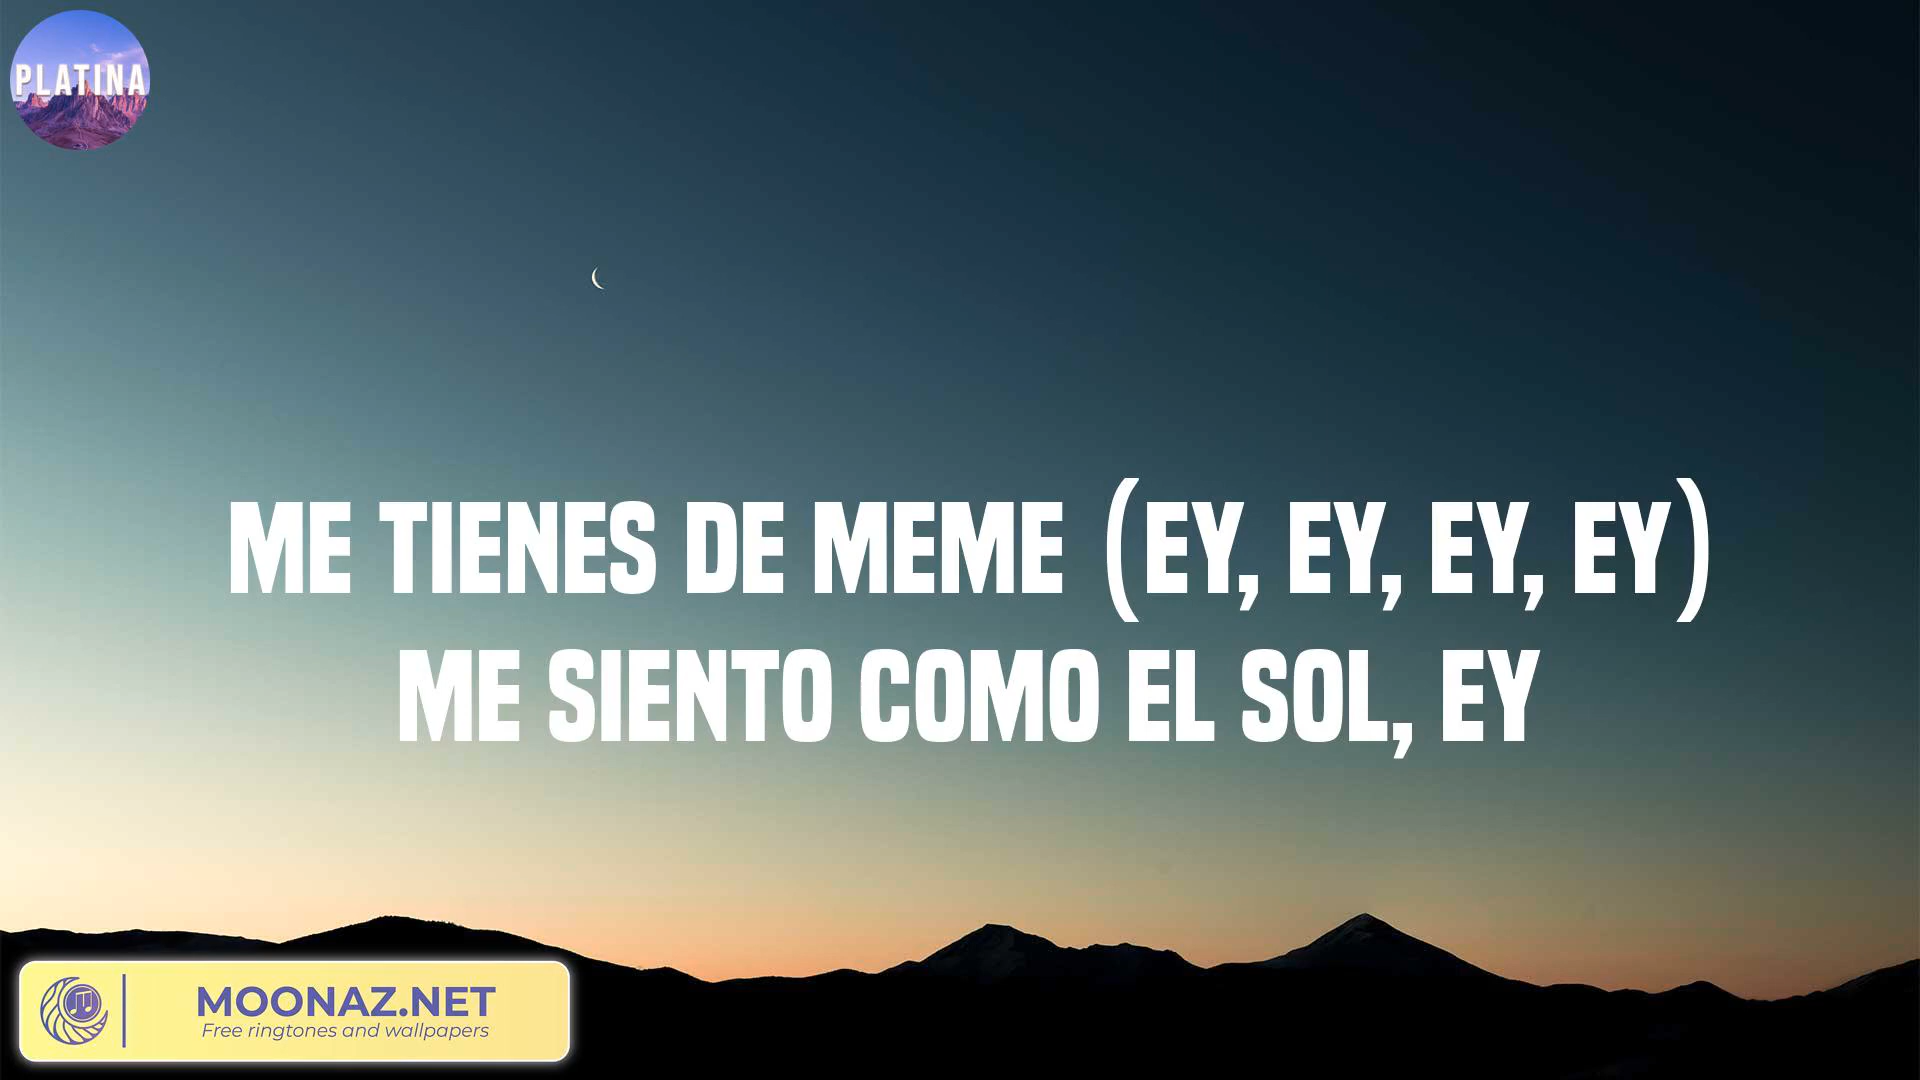 PLATINA
ME TIENES DE MEME (EY, EY, EY, EY)
ME SIENTO COMO EL SOL, EY
MOONAZ.NET
Free ringtones and wallpapers